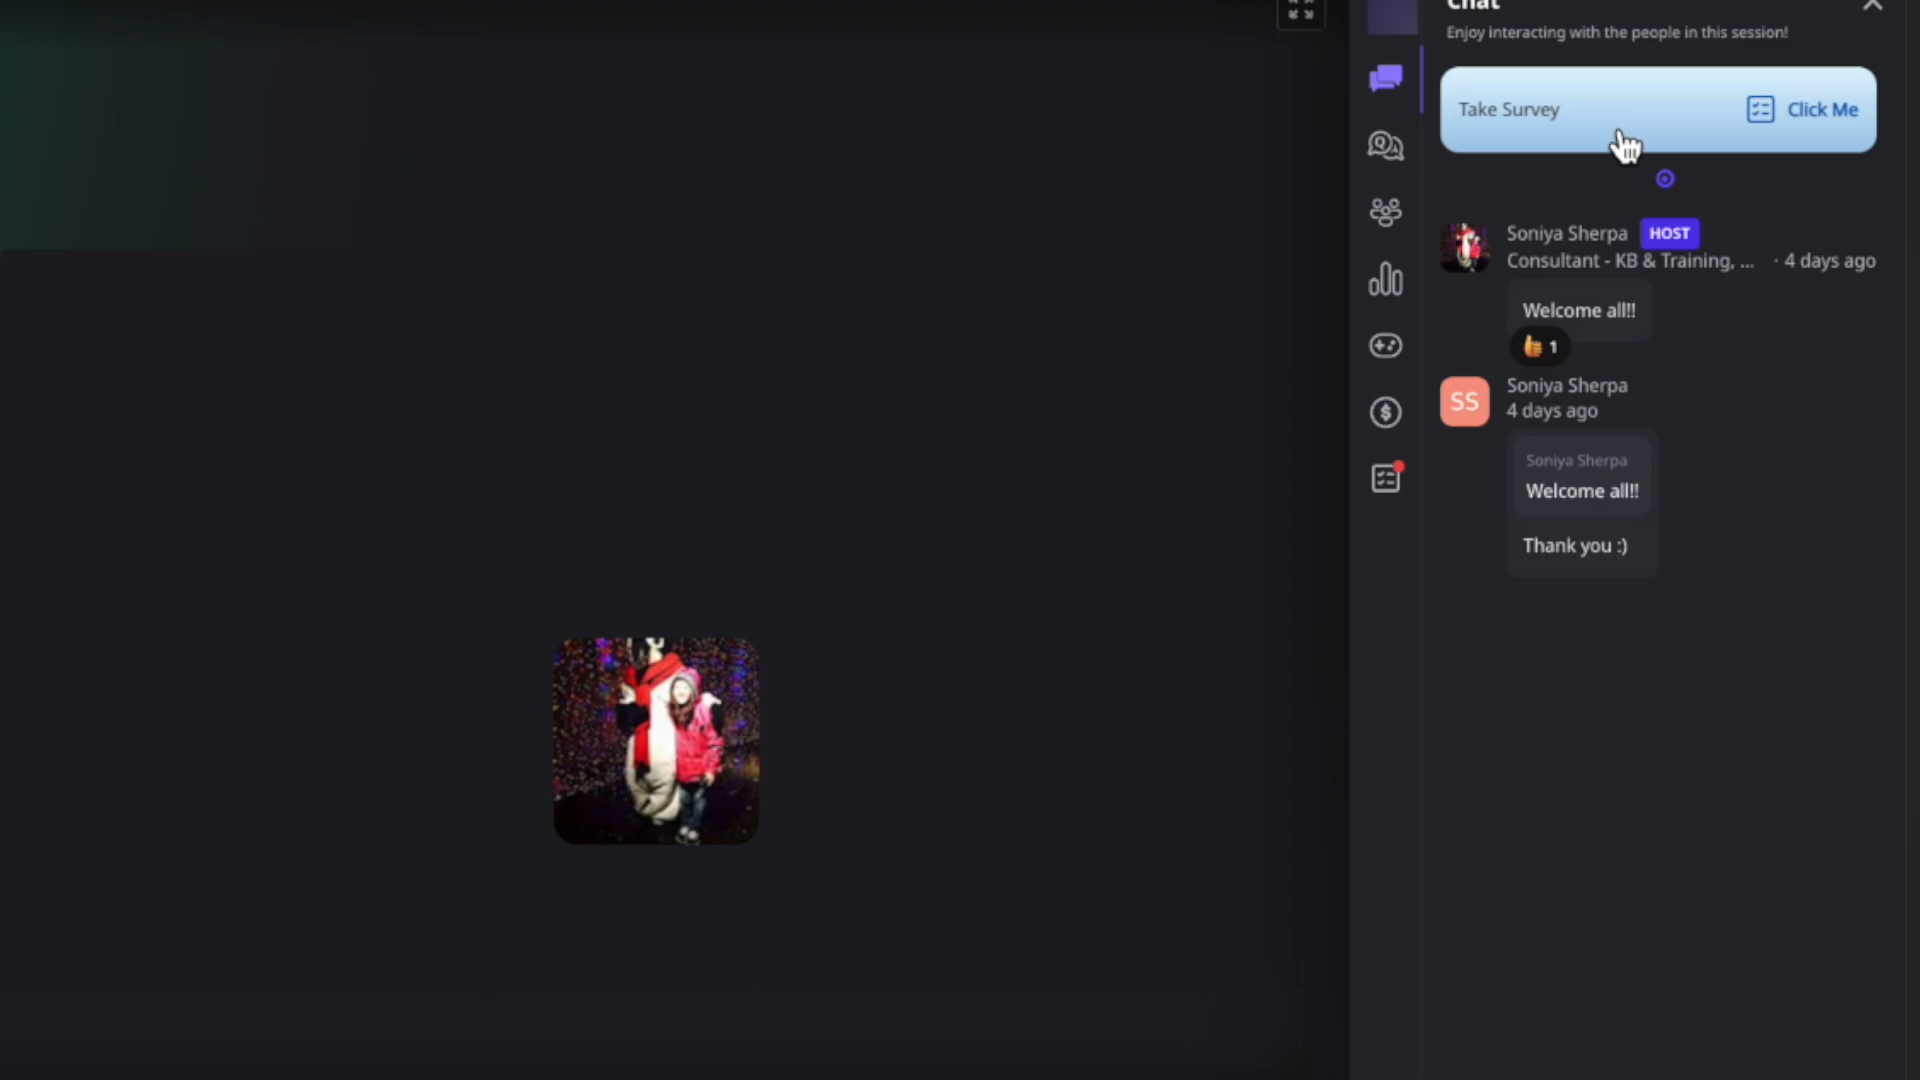 Chat
Enjoy interacting with the people in this session!
Take Survey
Click Me
Soniya Sherpa HOST
Consultant - KB & Training, ... · 4 days ago
Welcome all!!
1
SS
Soniya Sherpa
4 days ago
Soniya Sherpa
Welcome all!!
Thank you :)